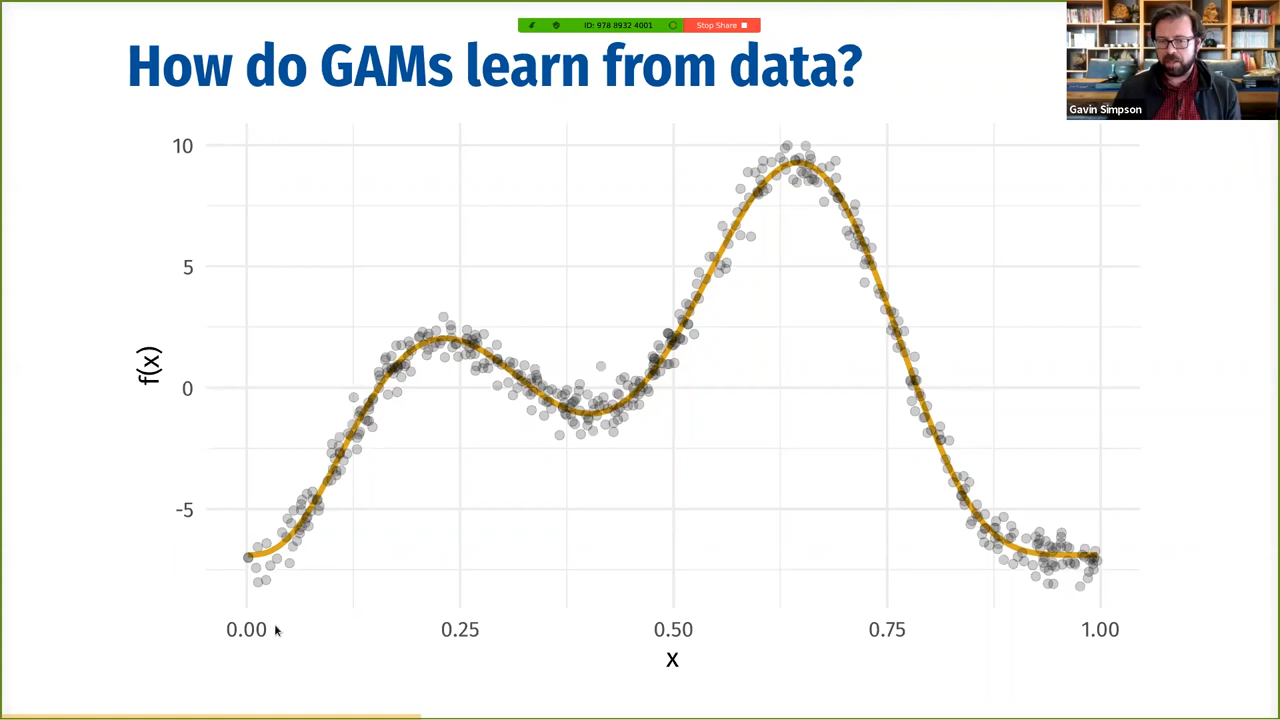 ID: 978 8932 4001
Stop Share
How do GAMs learn from data?
Gavin Simpson
10
5
0
-5
f(x)
0.00
0.25
0.50
0.75
1.00
x